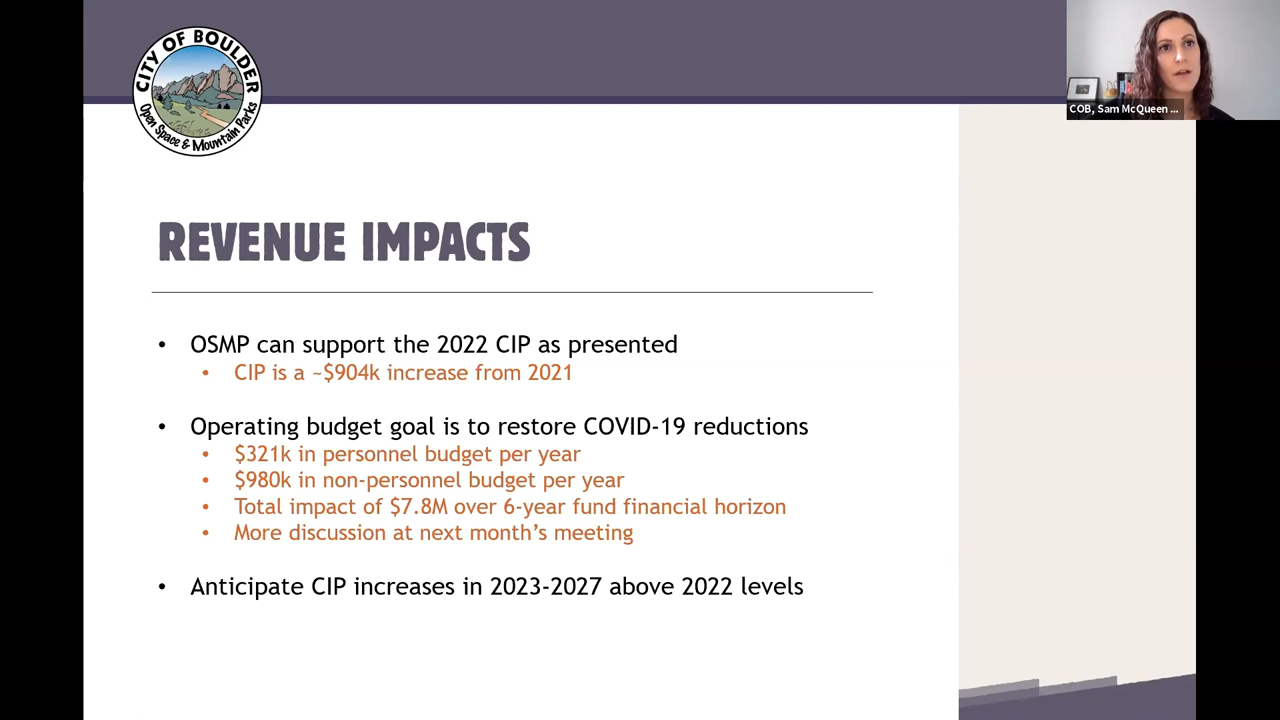 CITY OF BOULDER
Open Space & Mountain Parks
COB, Sam McQueen ...
REVENUE IMPACTS
• OSMP can support the 2022 CIP as presented
• CIP is a ~$904k increase from 2021
• Operating budget goal is to restore COVID-19 reductions
• $321k in personnel budget per year
• $980k in non-personnel budget per year
• Total impact of $7.8M over 6-year fund financial horizon
• More discussion at next month's meeting
• Anticipate CIP increases in 2023-2027 above 2022 levels